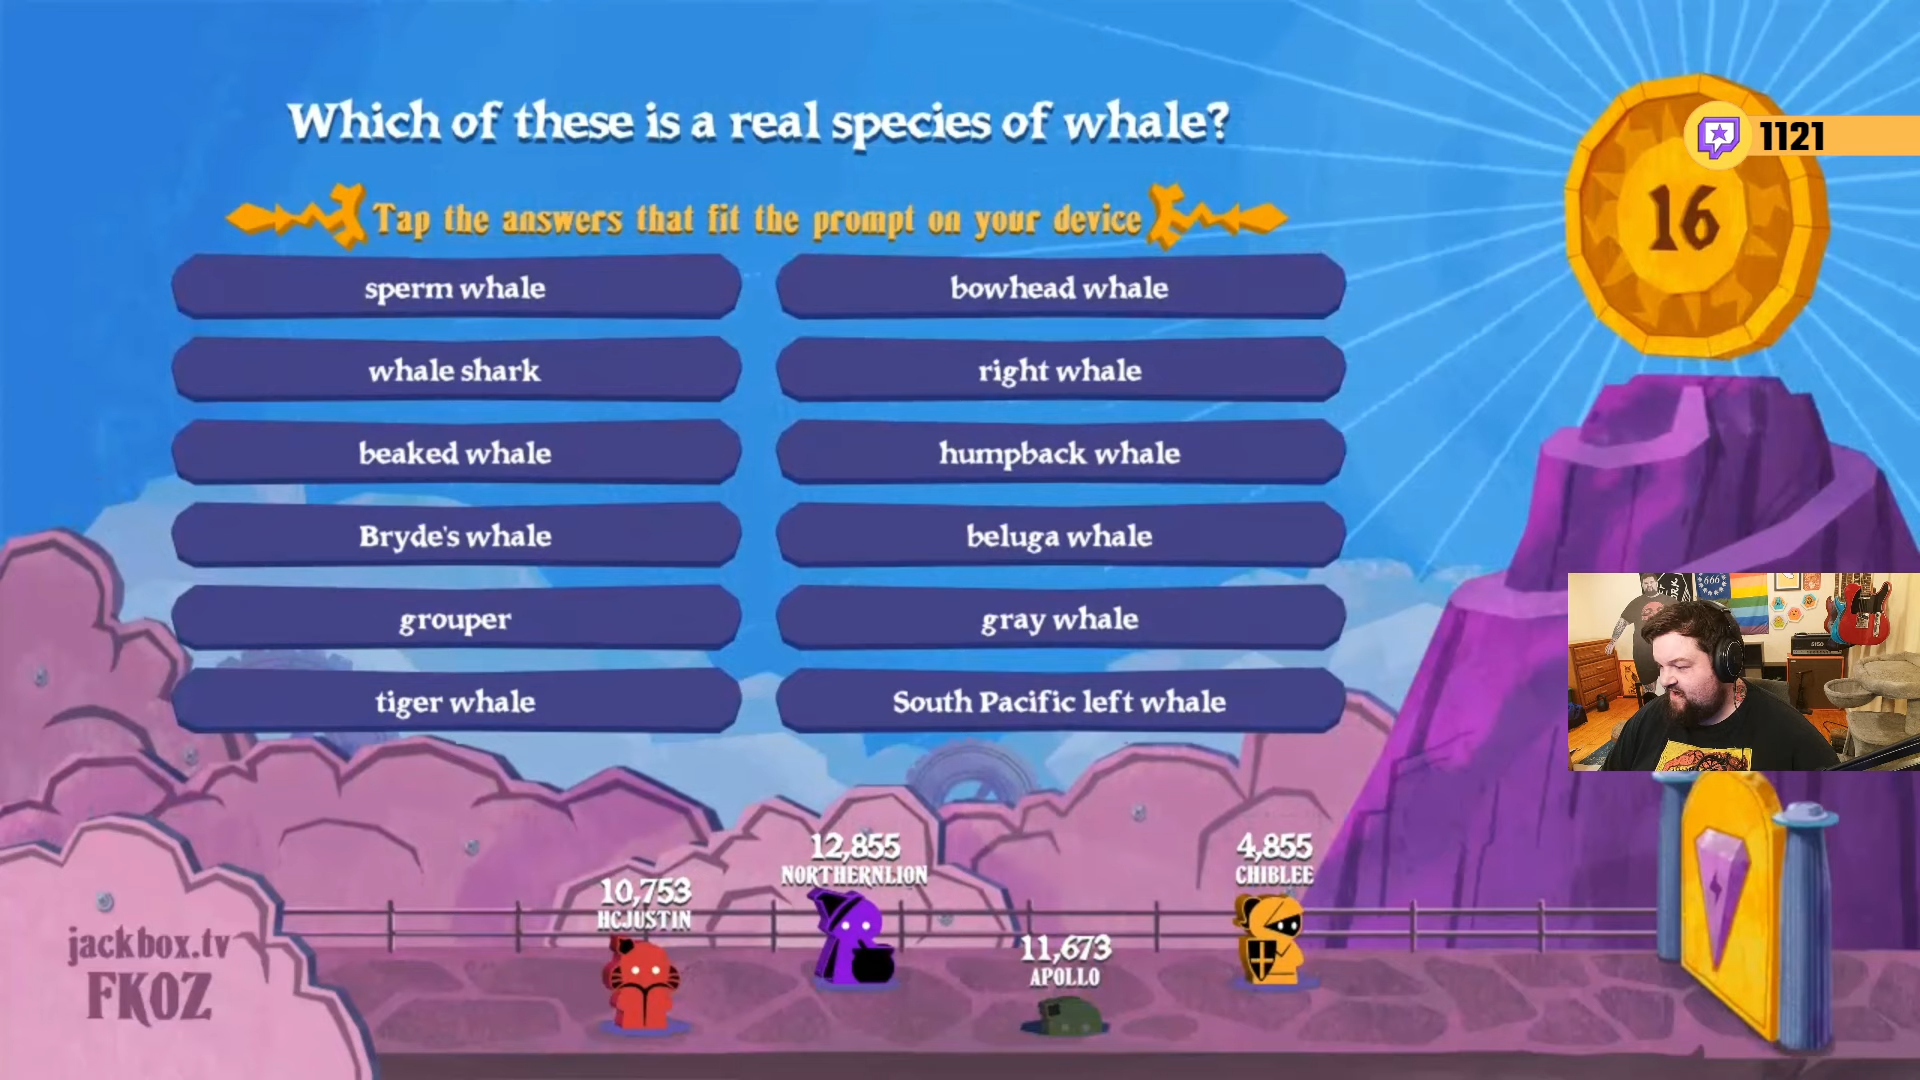 Which of these is a real species of whale?
1121
16
Tap the answers that fit the prompt on your device
sperm whale
bowhead whale
whale shark
right whale
beaked whale
humpback whale
Bryde's whale
beluga whale
grouper
gray whale
tiger whale
South Pacific left whale
666
5150
12,855
NORTHERNLION
4,855
CHIBLEE
10,753
HCJUSTIN
11,673
APOLLO
jackbox.tv
FKOZ